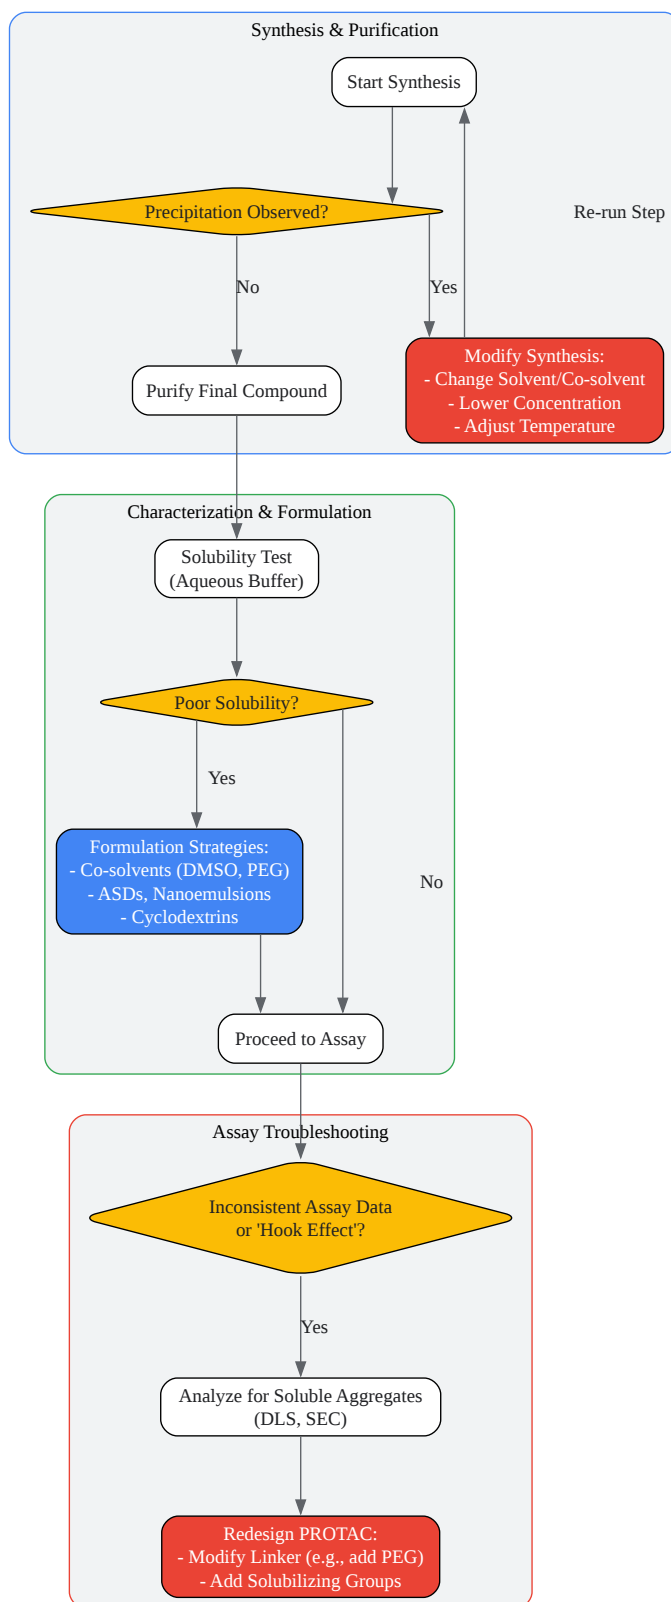 Synthesis & Purification
Start Synthesis
Precipitation Observed?
Re-run Step
No
Yes
Modify Synthesis:
- Change Solvent/Co-solvent
- Lower Concentration
- Adjust Temperature
Purify Final Compound
Characterization & Formulation
Solubility Test
(Aqueous Buffer)
Poor Solubility?
Yes
Formulation Strategies:
- Co-solvents (DMSO, PEG)
- ASDs, Nanoemulsions
- Cyclodextrins
No
Proceed to Assay
Assay Troubleshooting
Inconsistent Assay Data
or 'Hook Effect'?
Yes
Analyze for Soluble Aggregates
(DLS, SEC)
Redesign PROTAC:
- Modify Linker (e.g., add PEG)
- Add Solubilizing Groups